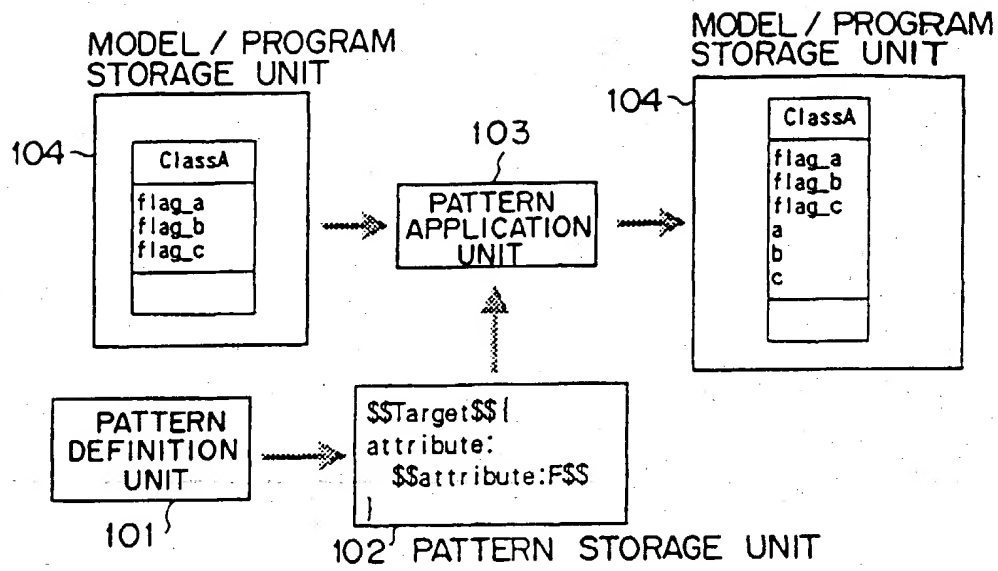 MODEL / PROGRAM
STORAGE UNIT
104
ClassA
flag_a
flag_b
flag_c
103
PATTERN
APPLICATION
UNIT
MODEL / PROGRAM
STORAGE UNIT
104
ClassA
flag_a
flag_b
flag_c
a
b
c
PATTERN
DEFINITION
UNIT
101
$$Target$$ {
attribute:
$$attribute:F$$
}
102 PATTERN STORAGE UNIT